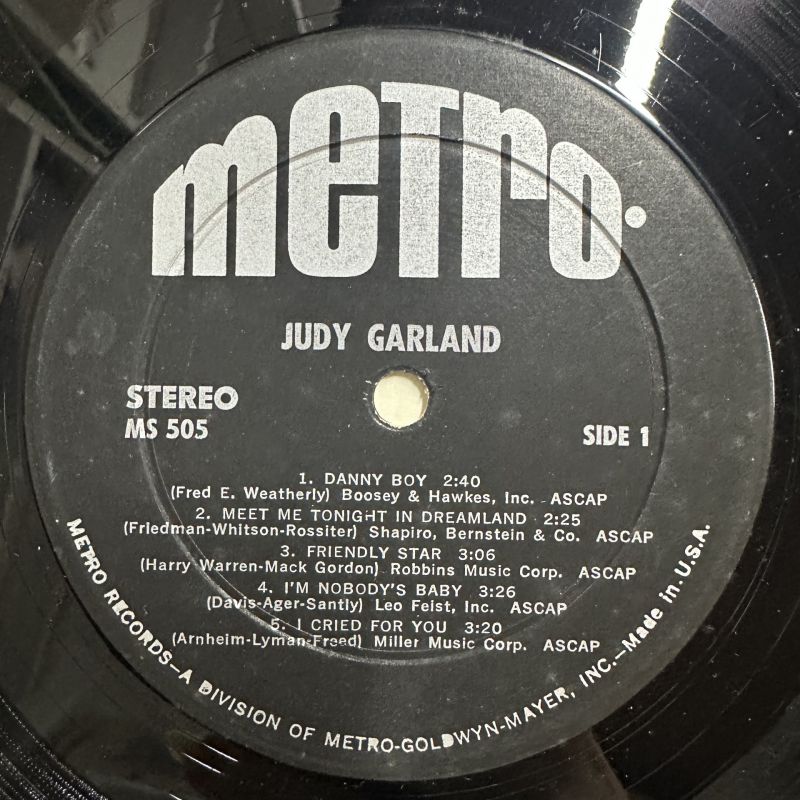 metro
JUDY GARLAND
STEREO
MS 505
SIDE 1
1. DANNY BOY 2:40
(Fred E. Weatherly) Boosey & Hawkes, Inc. ASCAP
2. MEET ME TONIGHT IN DREAMLAND 2:25
(Friedman-Whitson-Rossiter) Shapiro, Bernstein & Co. ASCAP
3. FRIENDLY STAR 3:06
(Harry Warren-Mack Gordon) Robbins Music Corp. ASCAP
4. I'M NOBODY'S BABY 3:26
(Davis-Ager-Santly) Leo Feist, Inc. ASCAP
5. I CRIED FOR YOU 3:20
(Arnheim-Lyman-Freed) Miller Music Corp. ASCAP
METRO RECORDS—A DIVISION OF METRO-GOLDWYN-MAYER, INC.—Made in U.S.A.